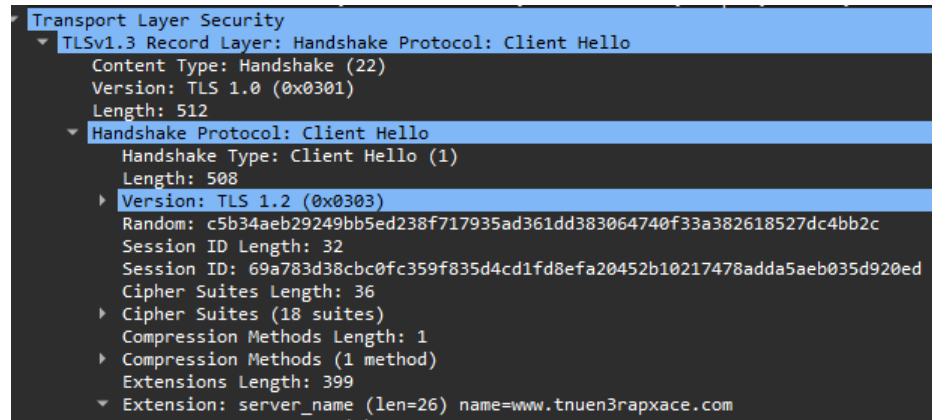 Transport Layer Security
TLSv1.3 Record Layer: Handshake Protocol: Client Hello
Content Type: Handshake (22)
Version: TLS 1.0 (0x0301)
Length: 512
Handshake Protocol: Client Hello
Handshake Type: Client Hello (1)
Length: 508
Version: TLS 1.2 (0x0303)
Random: c5b34aeb29249bb5ed238f717935ad361dd383064740f33a382618527dc4bb2c
Session ID Length: 32
Session ID: 69a783d38cbc0fc359f835d4cd1fd8efa20452b10217478adda5aeb035d920ed
Cipher Suites Length: 36
Cipher Suites (18 suites)
Compression Methods Length: 1
Compression Methods (1 method)
Extensions Length: 399
Extension: server_name (len=26) name=www.tnuen3rapxace.com